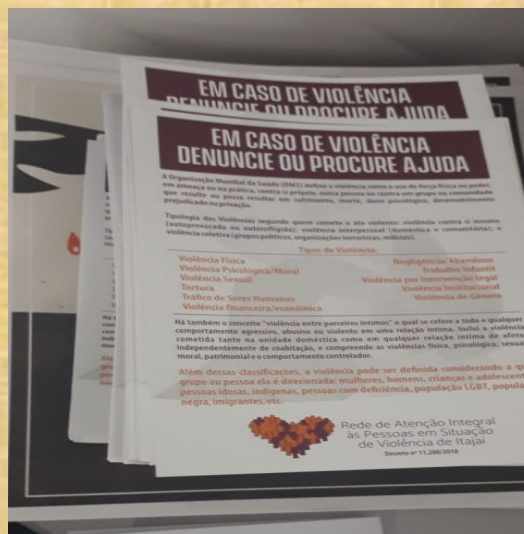 EM CASO DE VIOLÊNCIA
DENUNCIE OU PROCURE AJUDA
EM CASO DE VIOLÊNCIA
DENUNCIE OU PROCURE AJUDA
A Organização Mundial da Saúde (OMS) define a violência como o uso de força física ou poder,
em ameaça ou na prática, contra si próprio, outra pessoa ou contra um grupo ou comunidade
que resulte ou possa resultar em sofrimento, morte, dano psicológico, desenvolvimento
prejudicado ou privação.
Tipologia das Violências segundo quem comete o ato violento: violência contra si mesmo
(autoprovocada ou autoinfligida); violência interpessoal (doméstica e comunitária); e
violência coletiva (grupos políticos, organizações terroristas, milícias).
Tipos de Violência:
Violência Física
Violência Psicológica/Moral
Violência Sexual
Tortura
Tráfico de Seres Humanos
Violência financeira/econômica
Negligência/Abandono
Trabalho Infantil
Violência por Intervenção legal
Violência Institucional
Violência de Gênero
Há também o conceito "violência entre parceiros íntimos" o qual se refere a todo e qualquer
comportamento agressivo, abusivo ou violento em uma relação íntima. Inclui a violência
cometida tanto na unidade doméstica como em qualquer relação íntima de afeto
independentemente de coabitação, e compreende as violências física, psicológica, sexua
moral, patrimonial e o comportamento controlador.
Além dessas classificações, a violência pode ser definida considerando a qu
grupo ou pessoa ela é direcionada: mulheres, homens, crianças e adolescent
pessoas idosas, indígenas, pessoas com deficiência, população LGBT, popula
negra, imigrantes, etc.
Rede de Atenção Integral
às Pessoas em Situação
de Violência de Itajaí
Decreto nº 11.280/2018